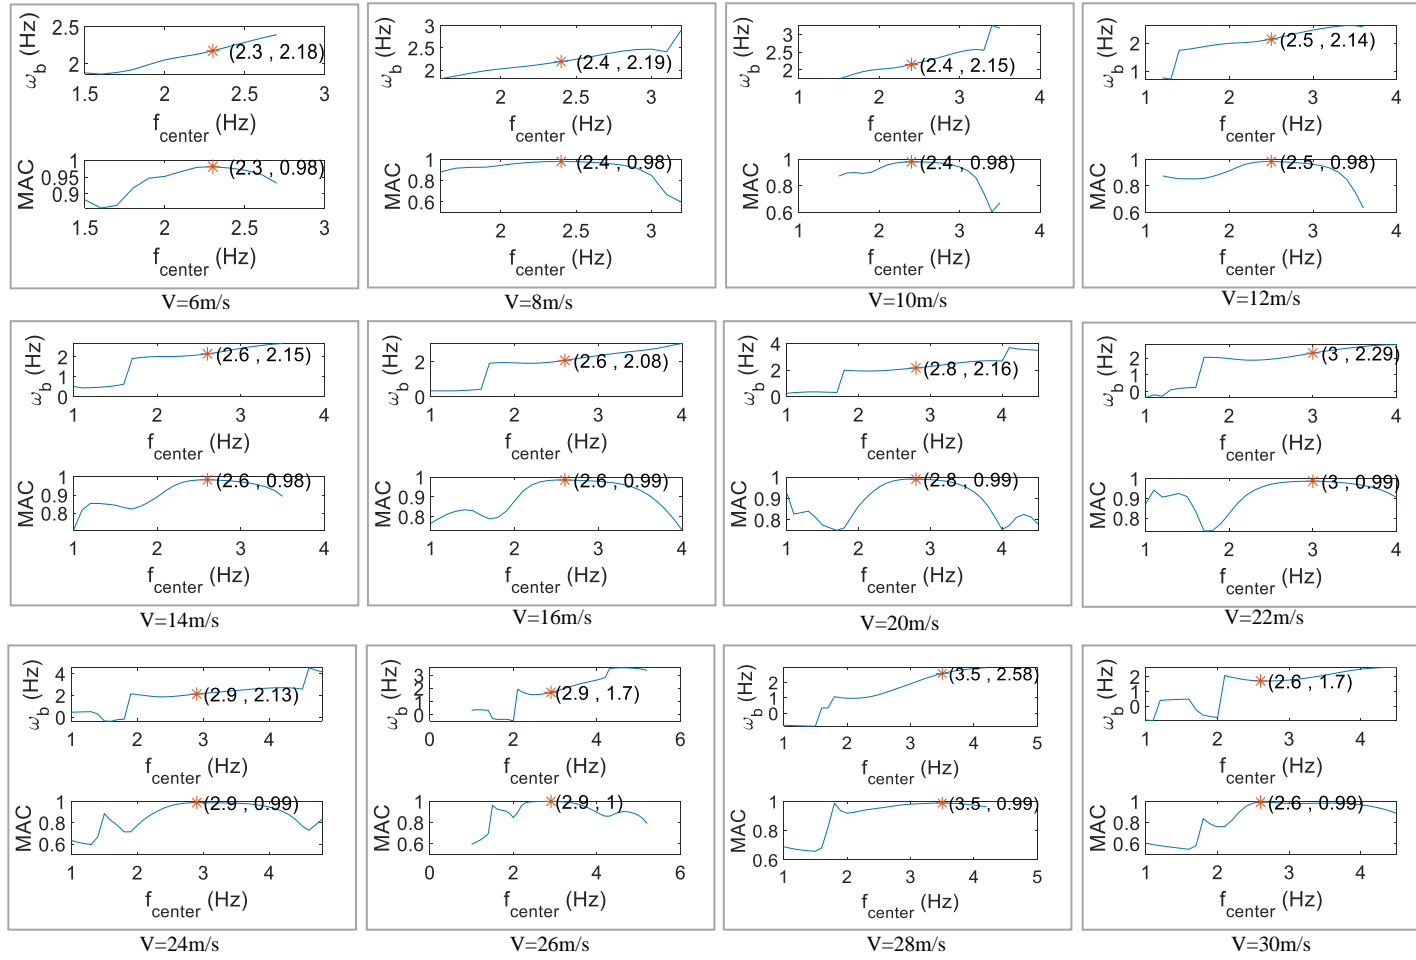 ω_b (Hz)
2.5
2
(2.3 , 2.18)
1.5 2 2.5 3
f_center (Hz)
MAC
1
0.95
0.9
(2.3 , 0.98)
1.5 2 2.5 3
f_center (Hz)
V=6m/s
ω_b (Hz)
3
2.5
2
(2.4 , 2.19)
2 2.5 3
f_center (Hz)
MAC
1
0.8
0.6
(2.4 , 0.98)
2 2.5 3
f_center (Hz)
V=8m/s
ω_b (Hz)
3
2.5
2
(2.4 , 2.15)
1 2 3 4
f_center (Hz)
MAC
1
0.8
0.6
(2.4 , 0.98)
1 2 3 4
f_center (Hz)
V=10m/s
ω_b (Hz)
2
1
(2.5 , 2.14)
1 2 3 4
f_center (Hz)
MAC
1
0.8
0.6
(2.5 , 0.98)
1 2 3 4
f_center (Hz)
V=12m/s
ω_b (Hz)
2
1
0
(2.6 , 2.15)
1 2 3 4
f_center (Hz)
MAC
1
0.9
0.8
(2.6 , 0.98)
1 2 3 4
f_center (Hz)
V=14m/s
ω_b (Hz)
2
0
(2.6 , 2.08)
1 2 3 4
f_center (Hz)
MAC
1
0.9
0.8
(2.6 , 0.99)
1 2 3 4
f_center (Hz)
V=16m/s
ω_b (Hz)
4
2
0
(2.8 , 2.16)
1 2 3 4
f_center (Hz)
MAC
1
0.9
0.8
(2.8 , 0.99)
1 2 3 4
f_center (Hz)
V=20m/s
ω_b (Hz)
2
1
0
(3 , 2.29)
1 2 3 4
f_center (Hz)
MAC
1
0.9
0.8
(3 , 0.99)
1 2 3 4
f_center (Hz)
V=22m/s
ω_b (Hz)
4
2
0
(2.9 , 2.13)
1 2 3 4
f_center (Hz)
MAC
1
0.8
0.6
(2.9 , 0.99)
1 2 3 4
f_center (Hz)
V=24m/s
ω_b (Hz)
3
2
1
0
(2.9 , 1.7)
0 2 4 6
f_center (Hz)
MAC
1
0.8
0.6
(2.9 , 1)
0 2 4 6
f_center (Hz)
V=26m/s
ω_b (Hz)
2
1
0
(3.5 , 2.58)
1 2 3 4 5
f_center (Hz)
MAC
1
0.8
0.6
(3.5 , 0.99)
1 2 3 4 5
f_center (Hz)
V=28m/s
ω_b (Hz)
2
1
0
(2.6 , 1.7)
1 2 3 4
f_center (Hz)
MAC
1
0.8
0.6
(2.6 , 0.99)
1 2 3 4
f_center (Hz)
V=30m/s